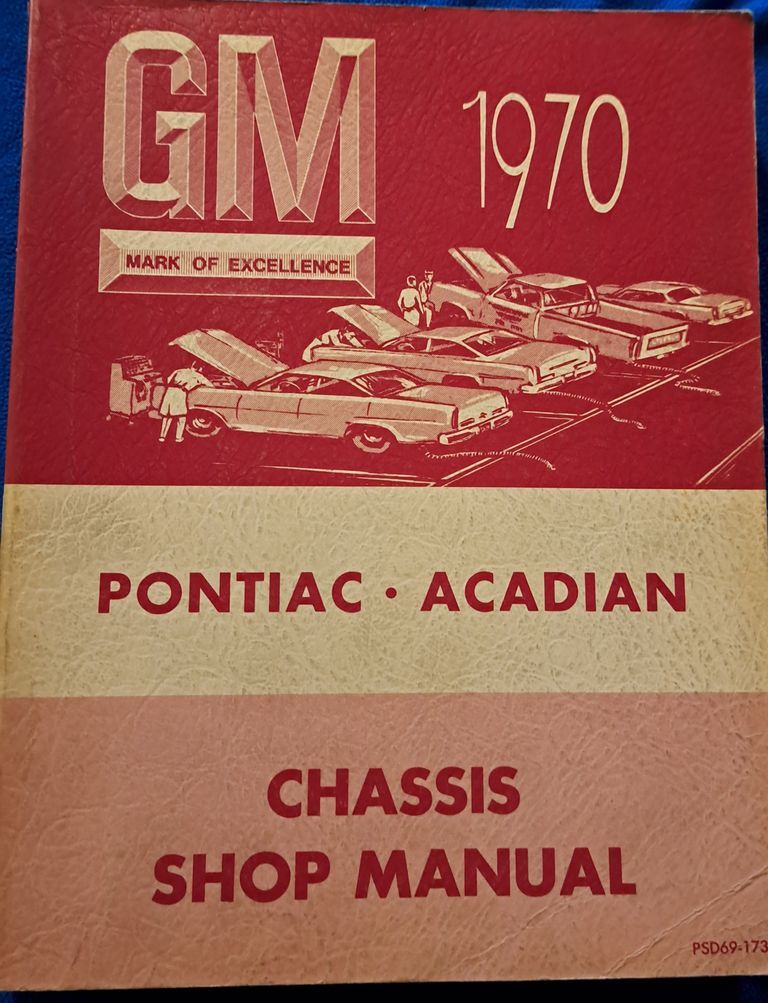 GM
1970
MARK OF EXCELLENCE
PONTIAC • ACADIAN
CHASSIS
SHOP MANUAL
PSD69-173